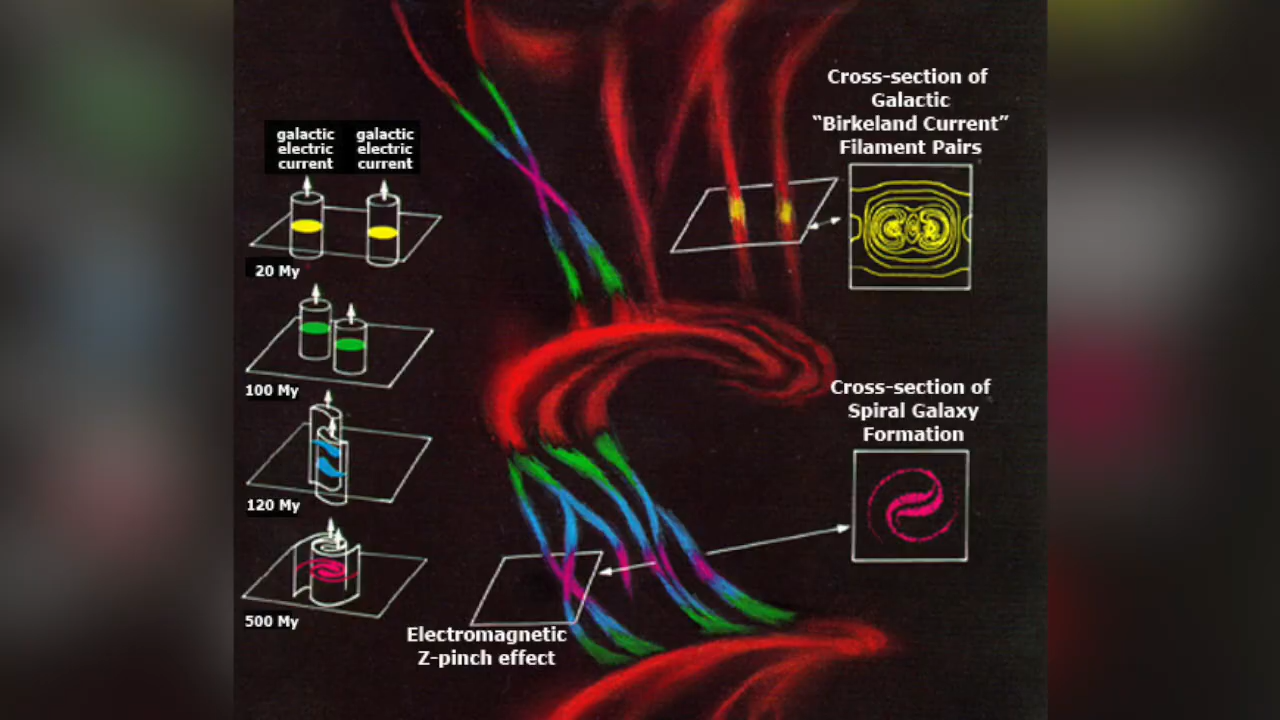 galactic
electric
current
galactic
electric
current
20 My
100 My
120 My
500 My
Cross-section of
Galactic
“Birkeland Current”
Filament Pairs
Cross-section of
Spiral Galaxy
Formation
Electromagnetic
Z-pinch effect